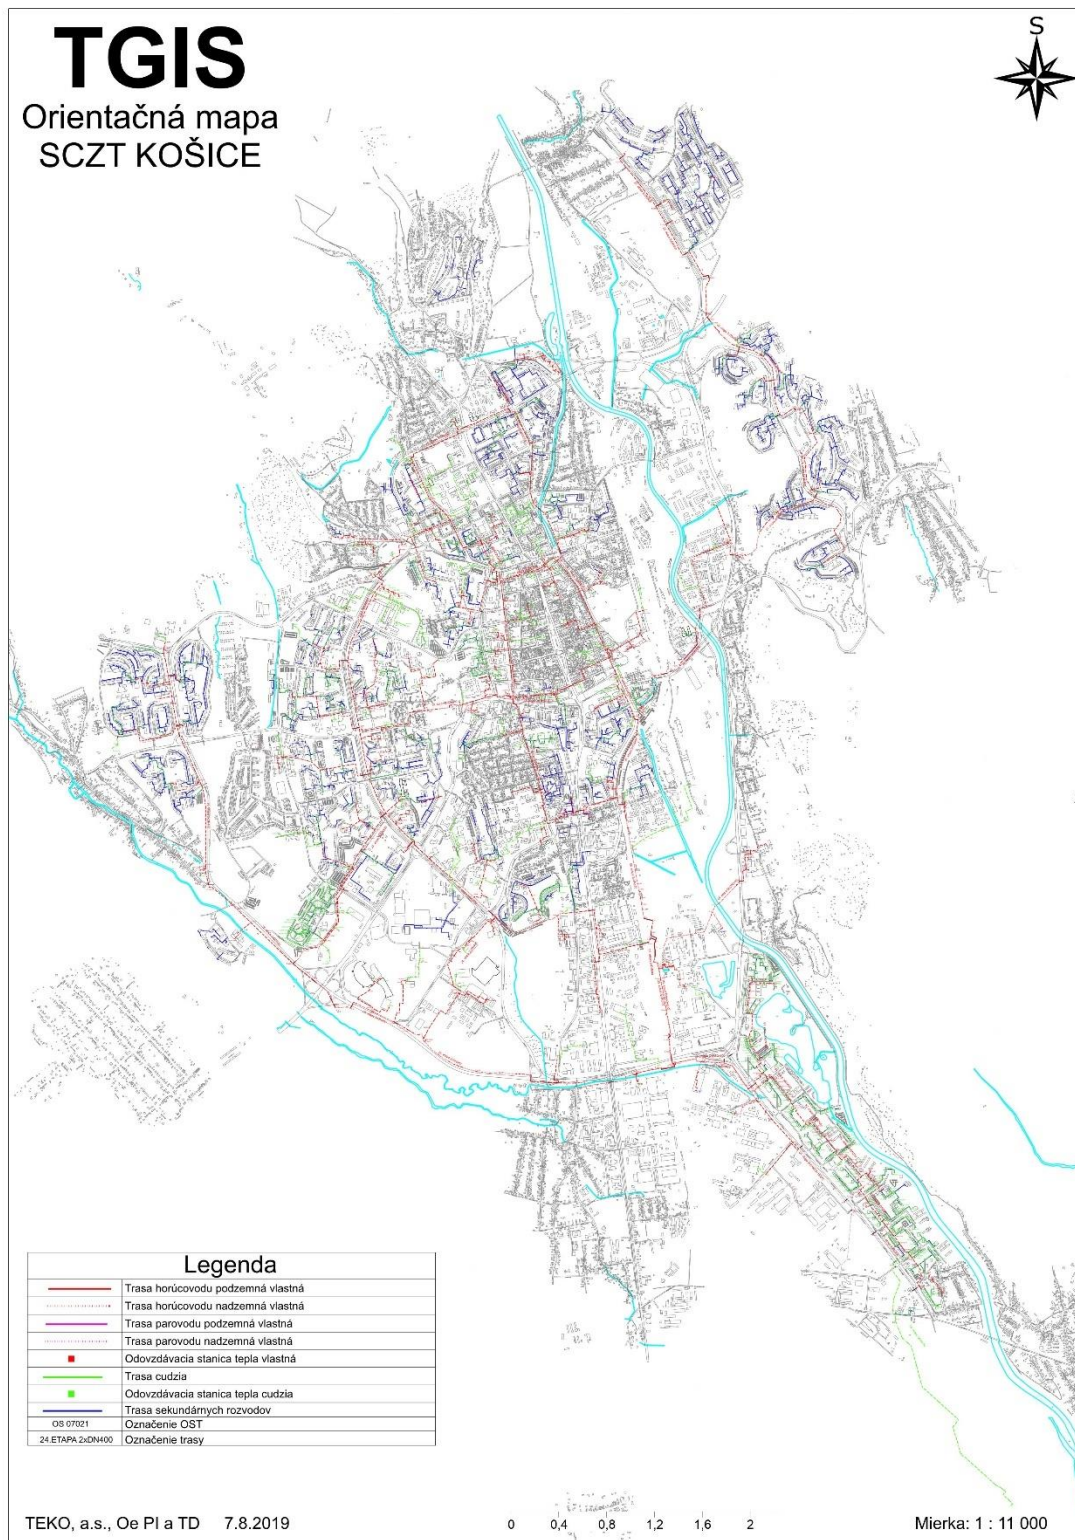 TGIS
Orientačná mapa
SCZT KOŠICE
S
Legenda
Trasa horúcovodu podzemná vlastná
Trasa horúcovodu nadzemná vlastná
Trasa parovodu podzemná vlastná
Trasa parovodu nadzemná vlastná
Odovzdávacia stanica tepla vlastná
Trasa cudzia
Odovzdávacia stanica tepla cudzia
Trasa sekundárnych rozvodov
OS 07021 Označenie OST
24.ETAPA 2xDN400 Označenie trasy
TEKO, a.s., Oe PI a TD 7.8.2019
0 0,4 0,8 1,2 1,6 2
Mierka: 1 : 11 000